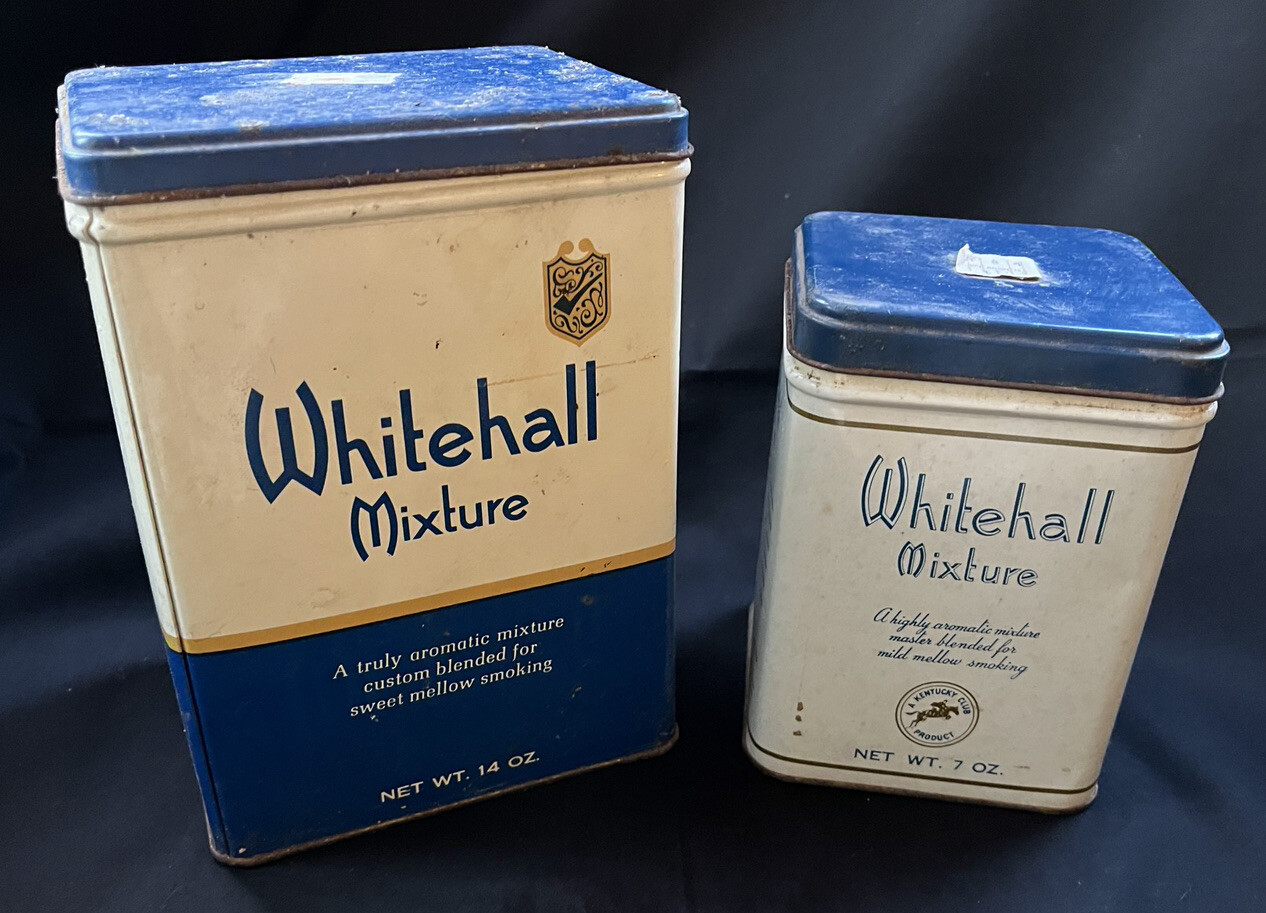 Whitehall
Mixture
A truly aromatic mixture
custom blended for
sweet mellow smoking
NET WT. 14 OZ.
Whitehall
Mixture
A highly aromatic mixture
master blended for
mild mellow smoking
A KENTUCKY CLUB
PRODUCT
NET WT. 7 OZ.